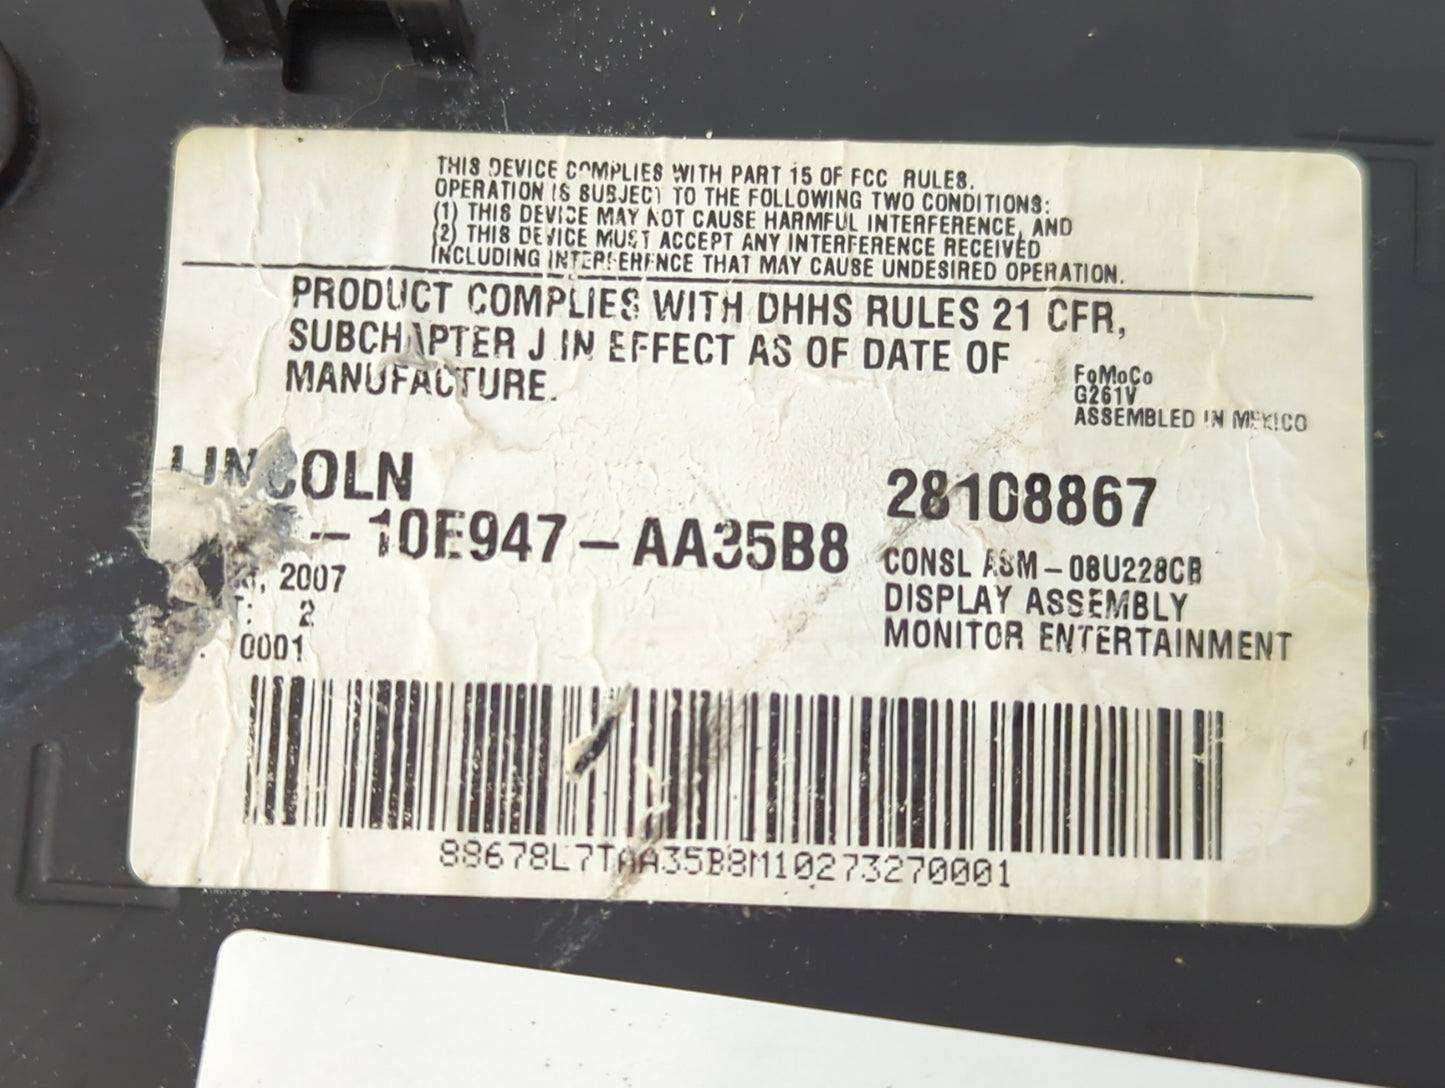 THIS DEVICE COMPLIES WITH PART 15 OF FCC RULES.
OPERATION IS SUBJECT TO THE FOLLOWING TWO CONDITIONS:
(1) THIS DEVICE MAY NOT CAUSE HARMFUL INTERFERENCE, AND
(2) THIS DEVICE MUST ACCEPT ANY INTERFERENCE RECEIVED
INCLUDING INTERFERENCE THAT MAY CAUSE UNDESIRED OPERATION.
PRODUCT COMPLIES WITH DHHS RULES 21 CFR,
SUBCHAPTER J IN EFFECT AS OF DATE OF
MANUFACTURE.
FoMoCo
G261V
ASSEMBLED IN MEXICO
LINCOLN
-10E947-AA35B8
, 2007
: 2
0001
28108867
CONSL ASM-08U228CB
DISPLAY ASSEMBLY
MONITOR ENTERTAINMENT
88678L7TAA35B8M10273270001